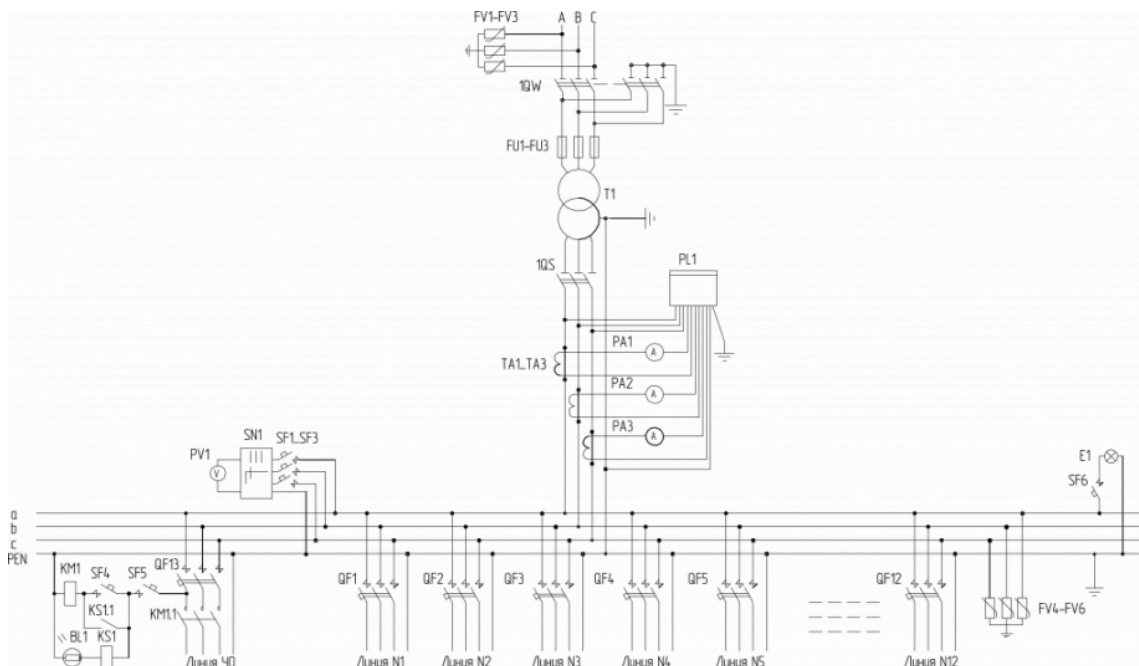 FV1-FV3
A B C
1QW
FU1-FU3
T1
1QS
PL1
PA1
A
TA1...TA3
PA2
A
PA3
A
SN1
SF1...SF3
PV1
V
E1
SF6
a
b
c
PEN
KM1
SF4
SF5
QF13
QF1
QF2
QF3
QF4
QF5
QF12
KS1.1
KM1.1
FV4-FV6
BL1
KS1
Линия ЧО
Линия N1
Линия N2
Линия N3
Линия N4
Линия N5
Линия N12